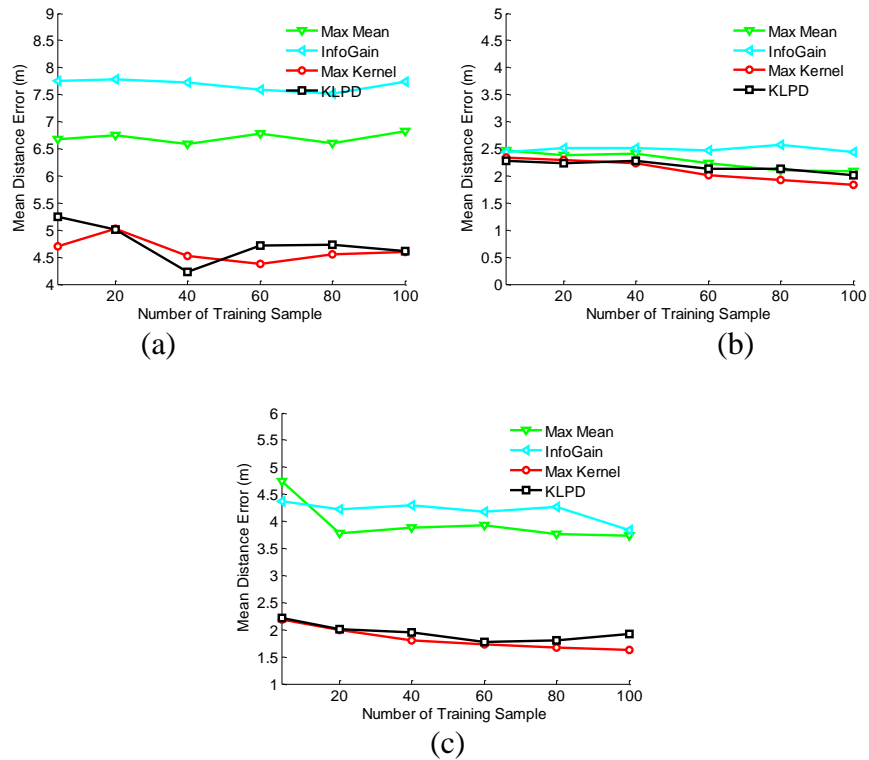 9
8.5
8
7.5
7
6.5
6
5.5
5
4.5
4
Mean Distance Error (m)
Max Mean
InfoGain
Max Kernel
KLPD
20 40 60 80 100
Number of Training Sample
(a)
5
4.5
4
3.5
3
2.5
2
1.5
1
0.5
0
Mean Distance Error (m)
Max Mean
InfoGain
Max Kernel
KLPD
20 40 60 80 100
Number of Training Sample
(b)
6
5.5
5
4.5
4
3.5
3
2.5
2
1.5
1
Mean Distance Error (m)
Max Mean
InfoGain
Max Kernel
KLPD
20 40 60 80 100
Number of Training Sample
(c)